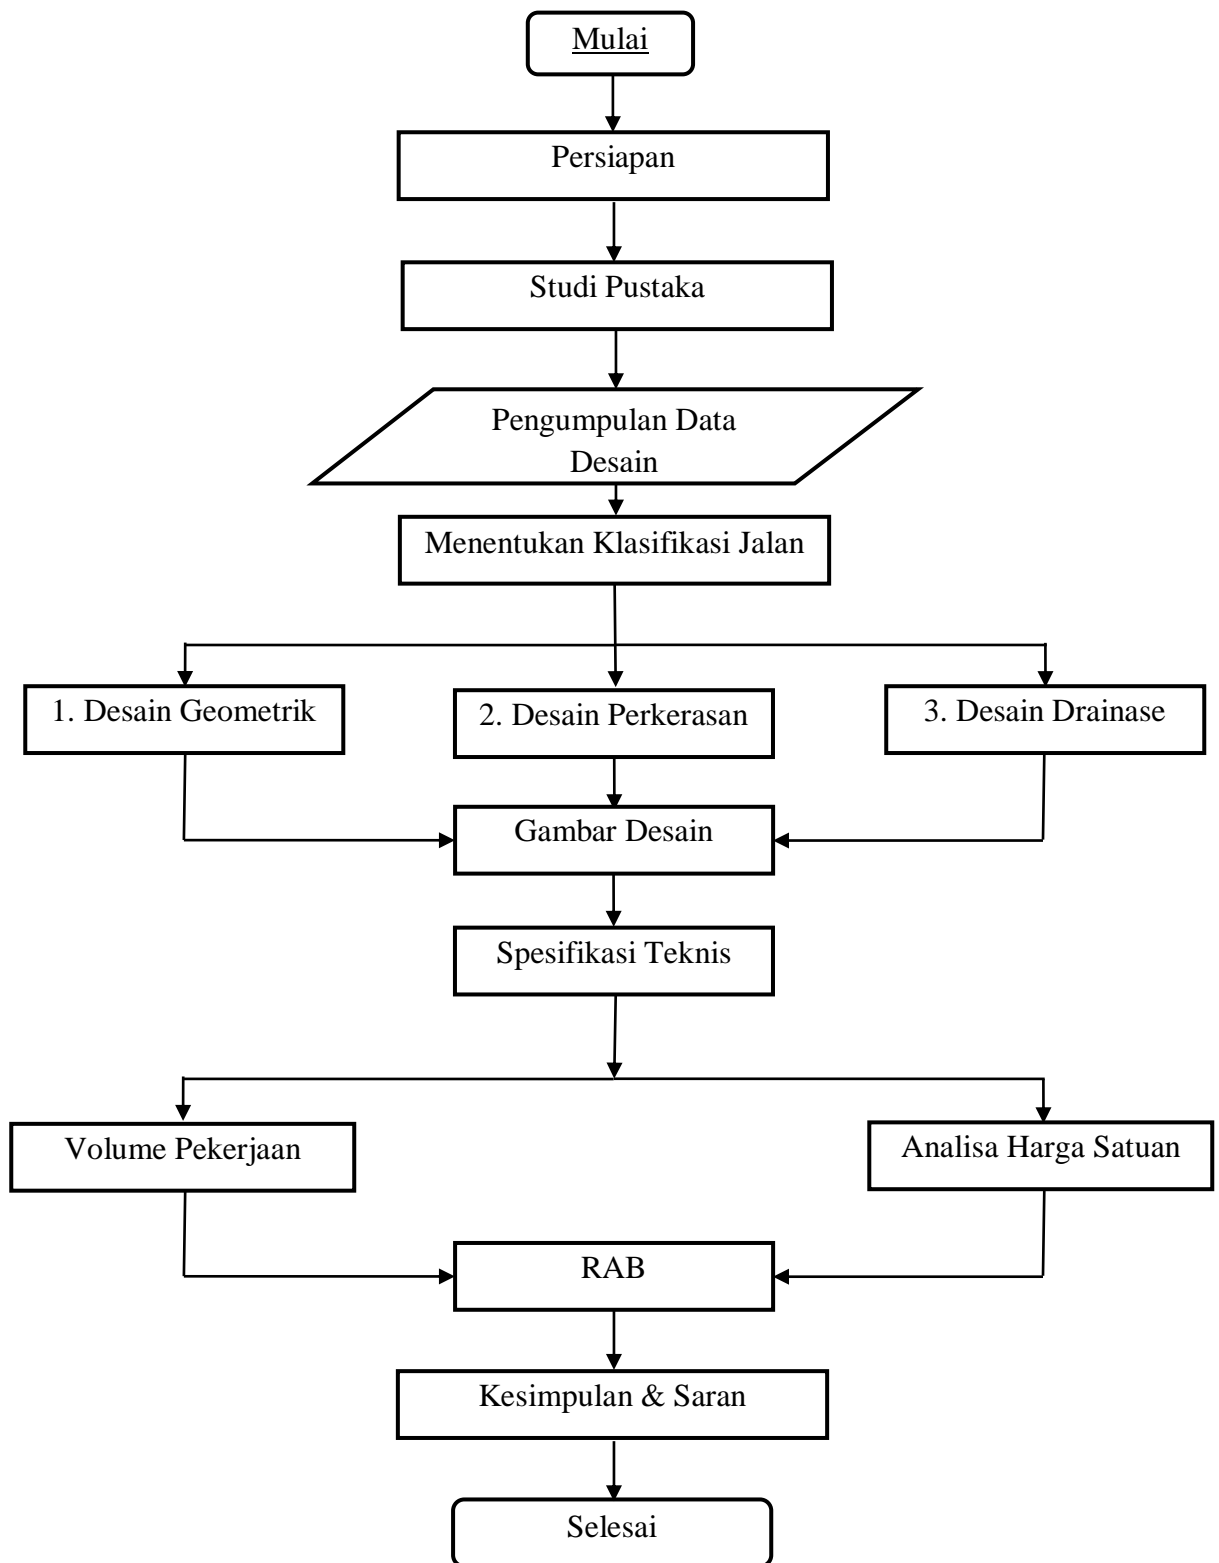 Mulai
Persiapan
Studi Pustaka
Pengumpulan Data
Desain
Menentukan Klasifikasi Jalan
1. Desain Geometrik
2. Desain Perkerasan
3. Desain Drainase
Gambar Desain
Spesifikasi Teknis
Volume Pekerjaan
Analisa Harga Satuan
RAB
Kesimpulan & Saran
Selesai